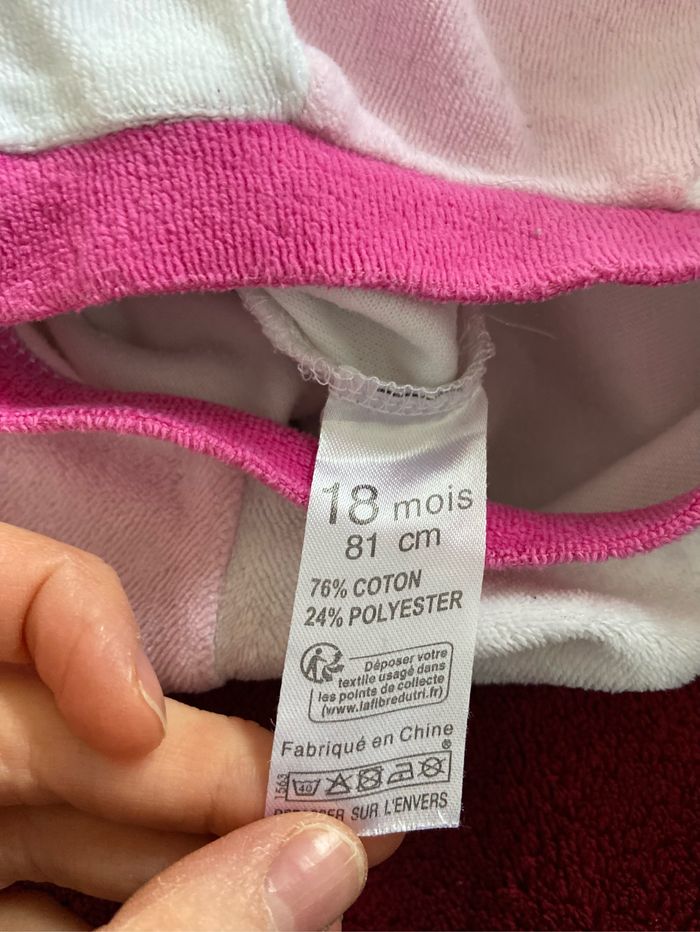 18 mois
81 cm
76% COTON
24% POLYESTER
Déposer votre
textile usagé dans
les points de collecte
(www.lafibredutri.fr)
Fabriqué en Chine
®
1563
40
SUR L'ENVERS